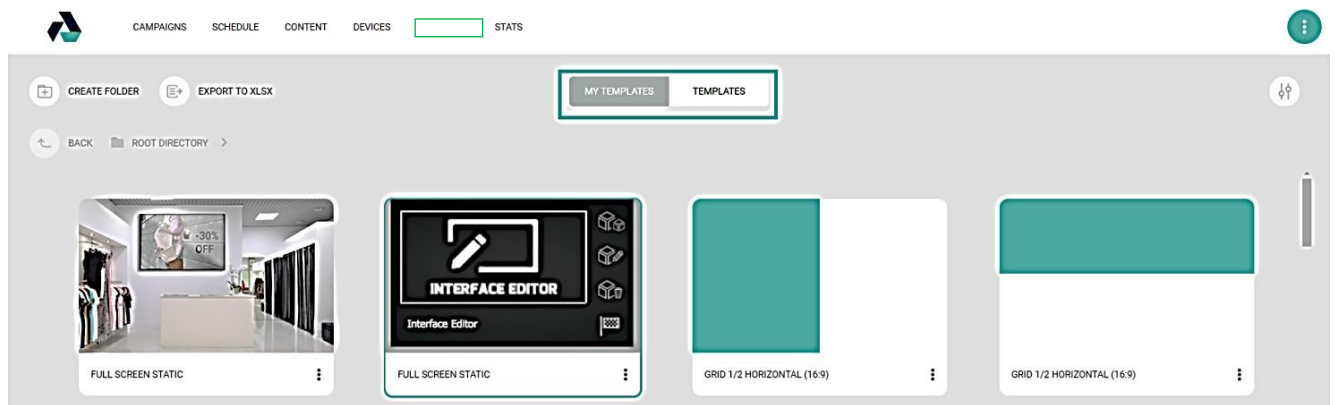 CAMPAIGNS SCHEDULE CONTENT DEVICES STATS
CREATE FOLDER EXPORT TO XLSX MY TEMPLATES TEMPLATES
BACK ROOT DIRECTORY >
-30%
OFF
INTERFACE EDITOR
Interface Editor
FULL SCREEN STATIC FULL SCREEN STATIC GRID 1/2 HORIZONTAL (16:9) GRID 1/2 HORIZONTAL (16:9)